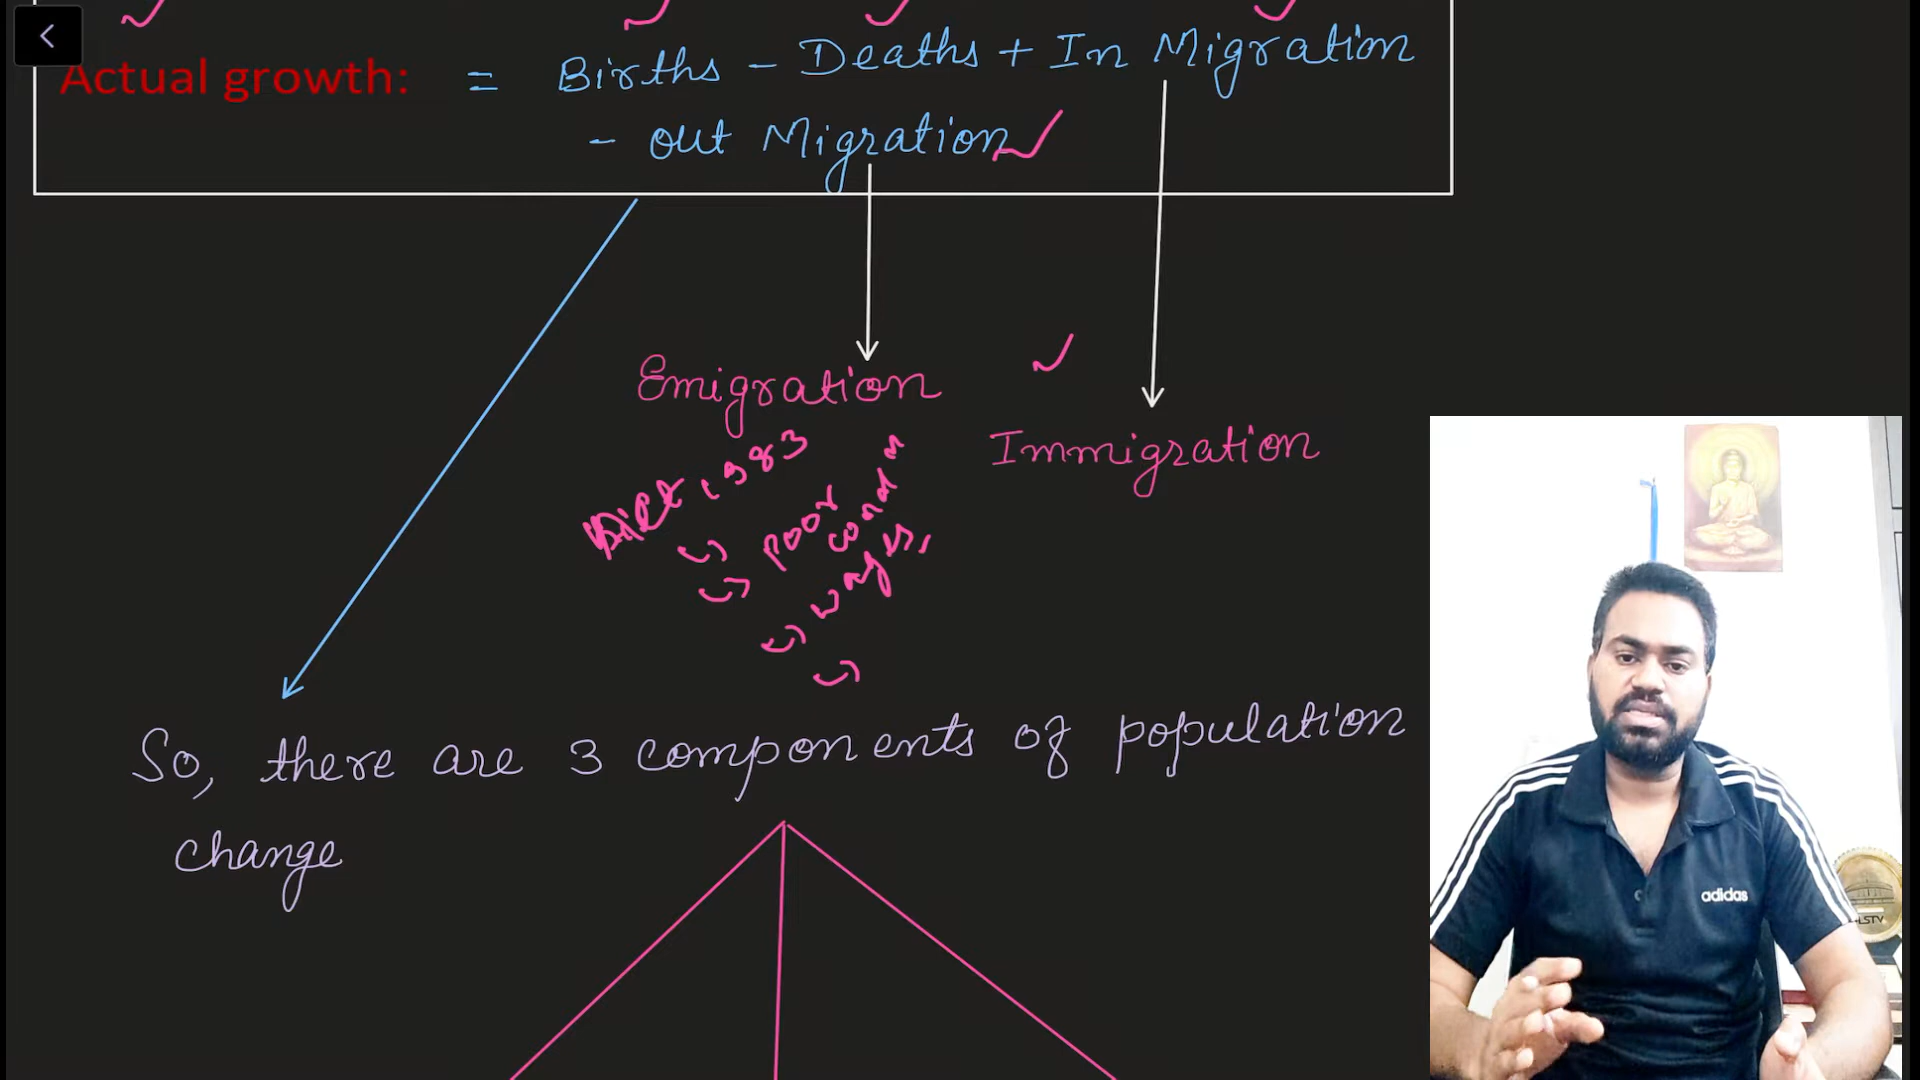 Actual growth: = Births - Deaths + In Migration
- out Migration
Emigration
Immigration
1983
poor
cond n
wages,
So, there are 3 components of population
change
adidas